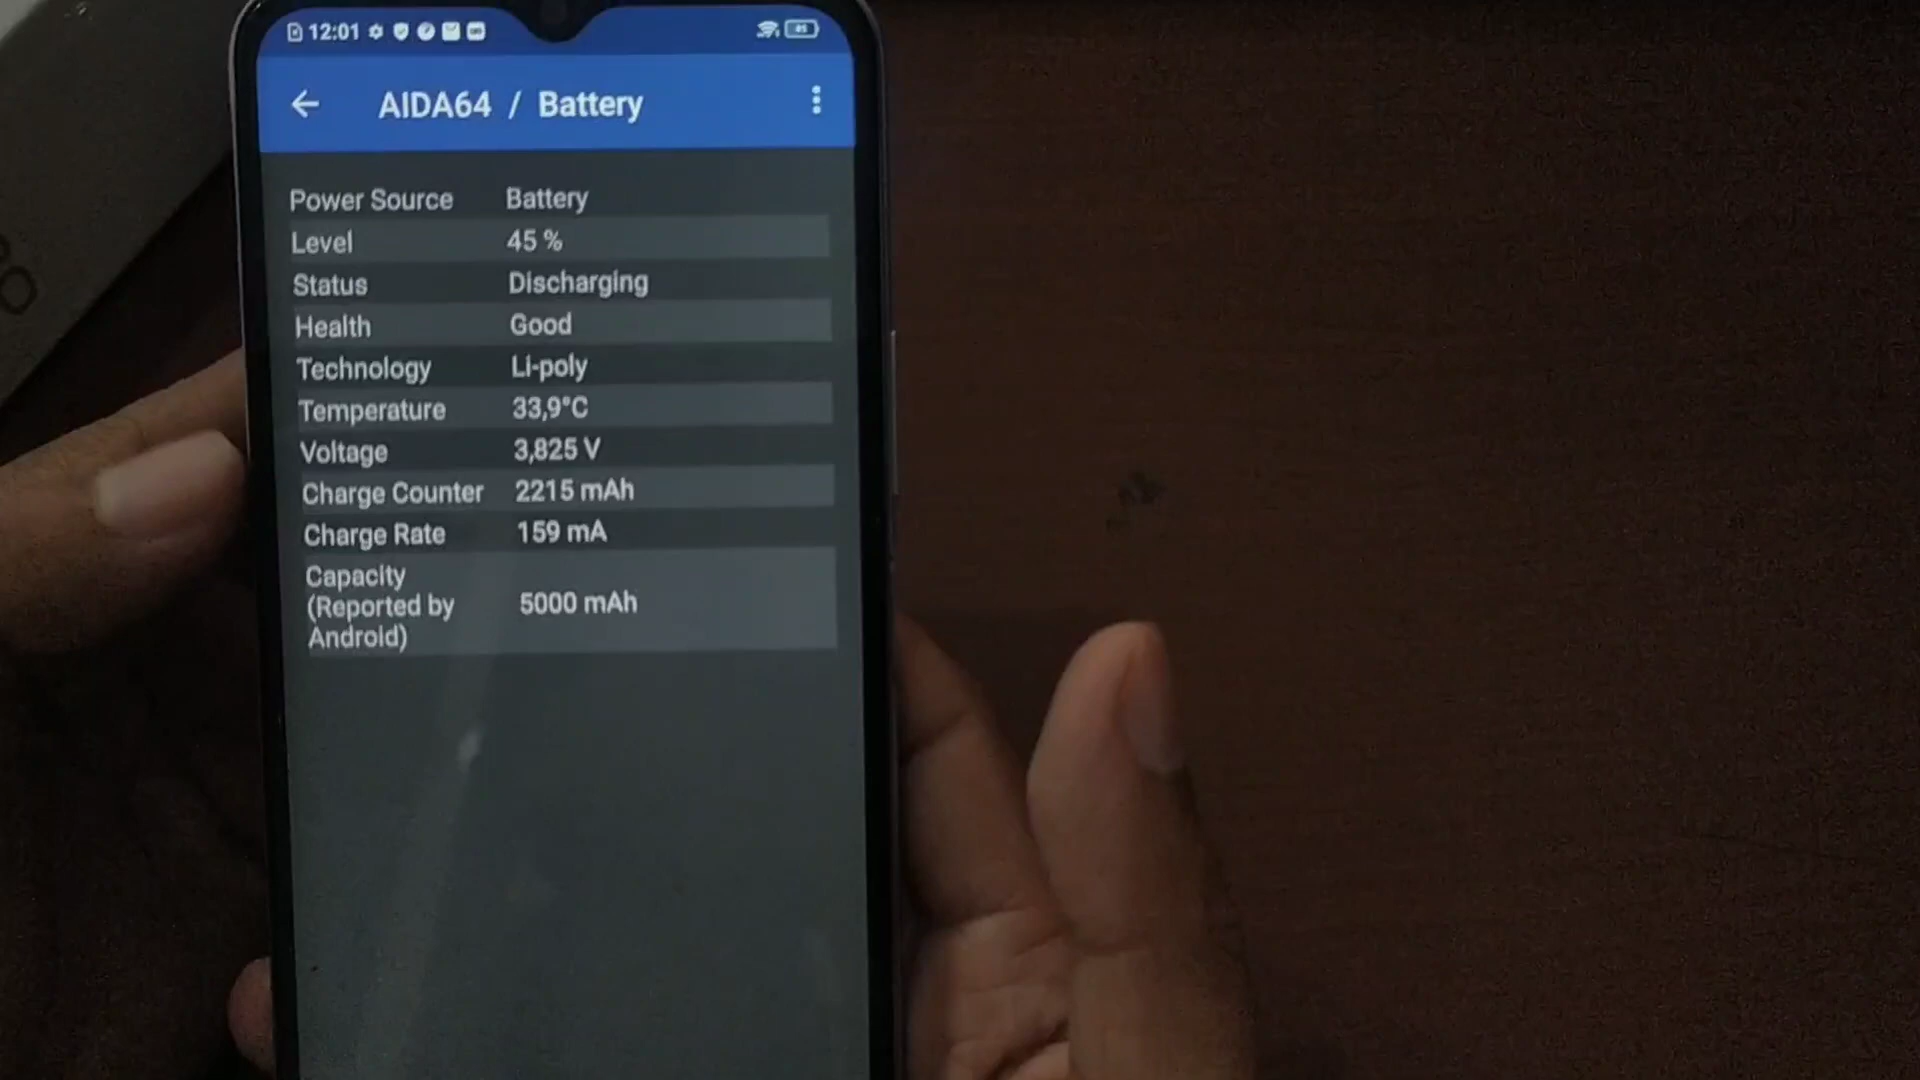 12:01
AIDA64 / Battery
Power Source Battery
Level 45 %
Status Discharging
Health Good
Technology Li-poly
Temperature 33,9°C
Voltage 3,825 V
Charge Counter 2215 mAh
Charge Rate 159 mA
Capacity
(Reported by 5000 mAh
Android)